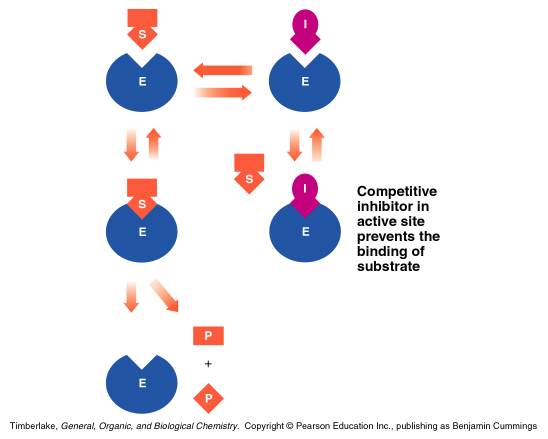 S
I
E
E
S
S
I
E
E
Competitive
inhibitor in
active site
prevents the
binding of
substrate
P
+
E
P
Timberlake, General, Organic, and Biological Chemistry. Copyright © Pearson Education Inc., publishing as Benjamin Cummings